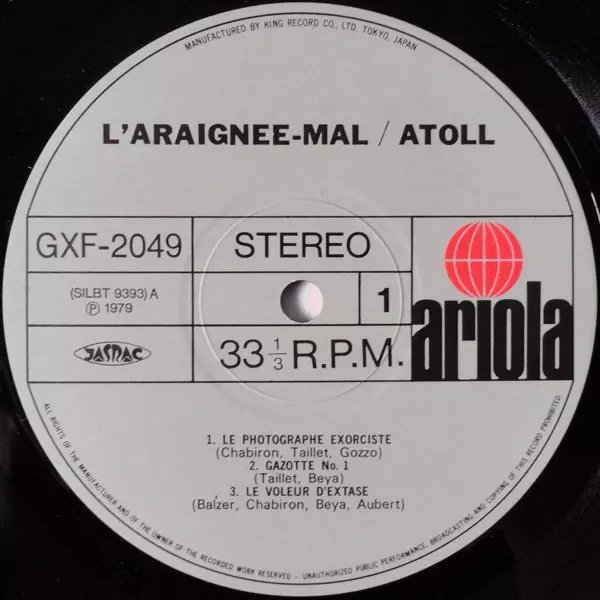 MANUFACTURED BY KING RECORD CO., LTD. TOKYO, JAPAN
L'ARAIGNEE-MAL / ATOLL
GXF-2049
STEREO
(SILBT 9393) A
Ⓟ 1979
1
ariola
JASRAC
33 1/3 R.P.M.
1. LE PHOTOGRAPHE EXORCISTE
(Chabiron, Taillet, Gozzo)
2. GAZOTTE No. 1
(Taillet, Beya)
3. LE VOLEUR D'EXTASE
(Balzer, Chabiron, Beya, Aubert)
ALL RIGHTS OF THE MANUFACTURER AND OF THE OWNER OF THE RECORDED WORK RESERVED - UNAUTHORIZED PUBLIC PERFORMANCE, BROADCASTING AND COPYING OF THIS RECORD PROHIBITED